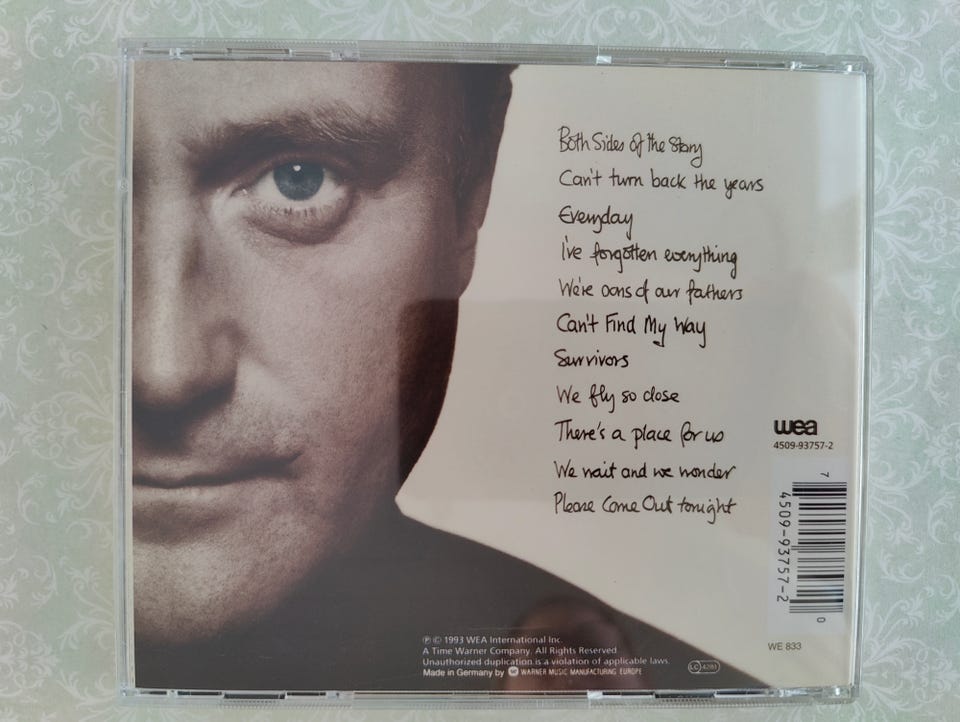 Both Sides of the Story
Can't turn back the years
Everyday
I've forgotten everything
We're sons of our fathers
Can't Find My Way
Survivors
We fly so close
There's a place for us
We wait and we wonder
Please Come Out tonight
wea
4509-93757-2
7 4509-93757-2 0
WE 833
℗ © 1993 WEA International Inc.
A Time Warner Company. All Rights Reserved
Unauthorized duplication is a violation of applicable laws.
Made in Germany by WARNER MUSIC MANUFACTURING EUROPE
LC 4281